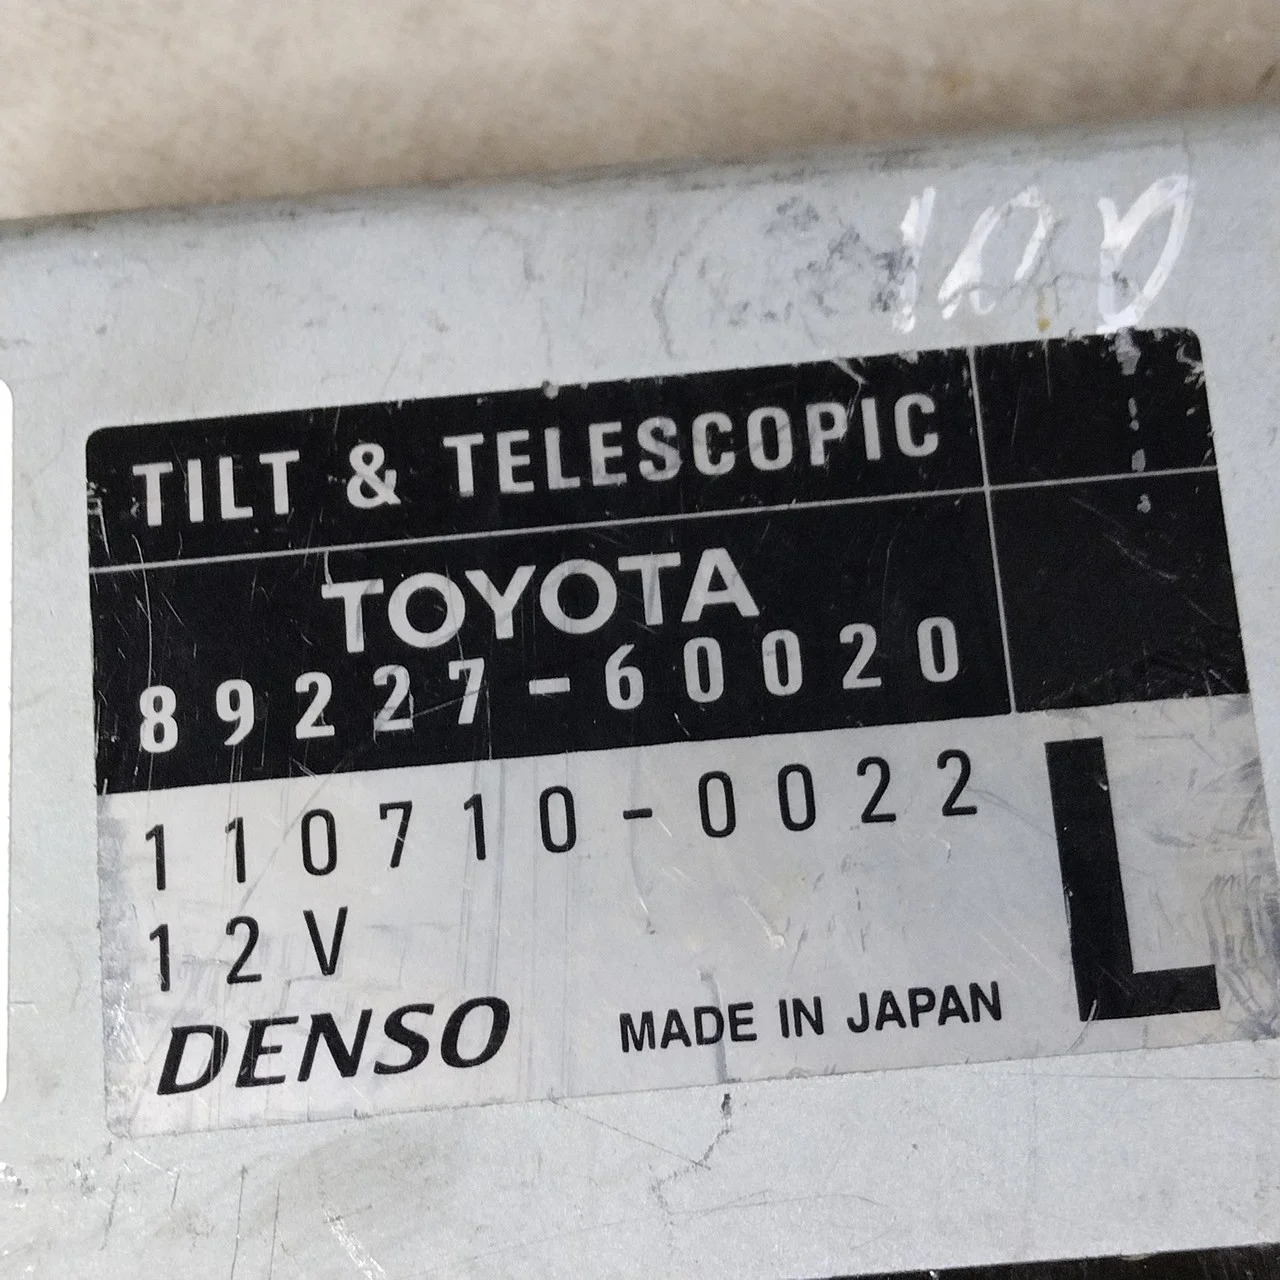 100
TILT & TELESCOPIC
TOYOTA
89227-60020
110710-0022
12V
DENSO
MADE IN JAPAN
L